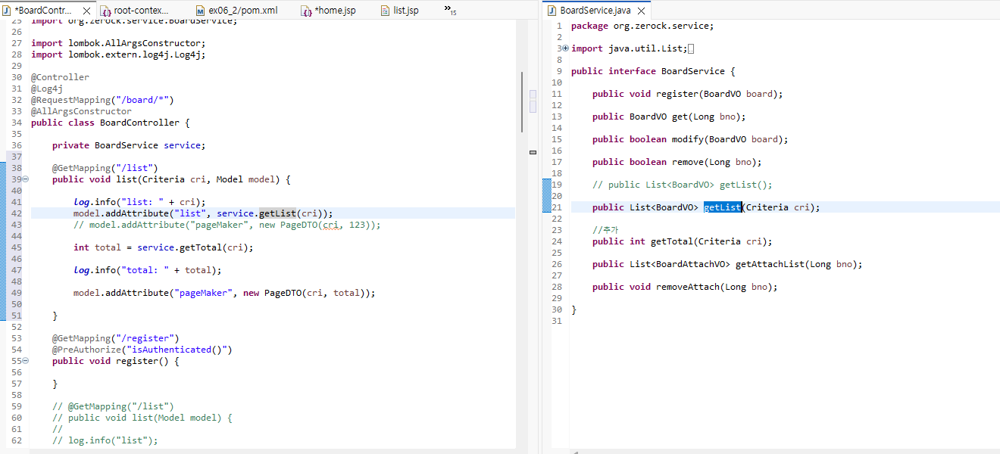 *BoardContr... root-contex... ex06_2/pom.xml *home.jsp list.jsp »15
25 import org.zerock.service.BoardService;
26
27 import lombok.AllArgsConstructor;
28 import lombok.extern.log4j.Log4j;
29
30 @Controller
31 @Log4j
32 @RequestMapping("/board/*")
33 @AllArgsConstructor
34 public class BoardController {
35
36 private BoardService service;
37
38 @GetMapping("/list")
39 public void list(Criteria cri, Model model) {
40
41 log.info("list: " + cri);
42 model.addAttribute("list", service.getList(cri));
43 // model.addAttribute("pageMaker", new PageDTO(cri, 123));
44
45 int total = service.getTotal(cri);
46
47 log.info("total: " + total);
48
49 model.addAttribute("pageMaker", new PageDTO(cri, total));
50
51 }
52
53 @GetMapping("/register")
54 @PreAuthorize("isAuthenticated()")
55 public void register() {
56
57 }
58
59 // @GetMapping("/list")
60 // public void list(Model model) {
61 //
62 // log.info("list");
BoardService.java
1 package org.zerock.service;
2
3 import java.util.List;
8
9 public interface BoardService {
10
11 public void register(BoardVO board);
12
13 public BoardVO get(Long bno);
14
15 public boolean modify(BoardVO board);
16
17 public boolean remove(Long bno);
18
19 // public List<BoardVO> getList();
20
21 public List<BoardVO> getList(Criteria cri);
22
23 //추가
24 public int getTotal(Criteria cri);
25
26 public List<BoardAttachVO> getAttachList(Long bno);
27
28 public void removeAttach(Long bno);
29
30 }
31